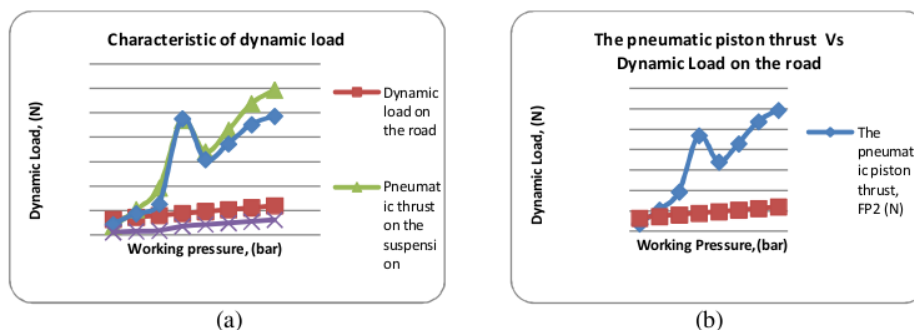 Characteristic of dynamic load
Dynamic Load, (N)
Dynamic
load on
the road
Pneumat
ic thrust
on the
suspensi
on
Working pressure, (bar)
(a)
The pneumatic piston thrust Vs
Dynamic Load on the road
Dynamic Load, (N)
The
pneumat
ic piston
thrust,
FP2 (N)
Working Pressure, (bar)
(b)